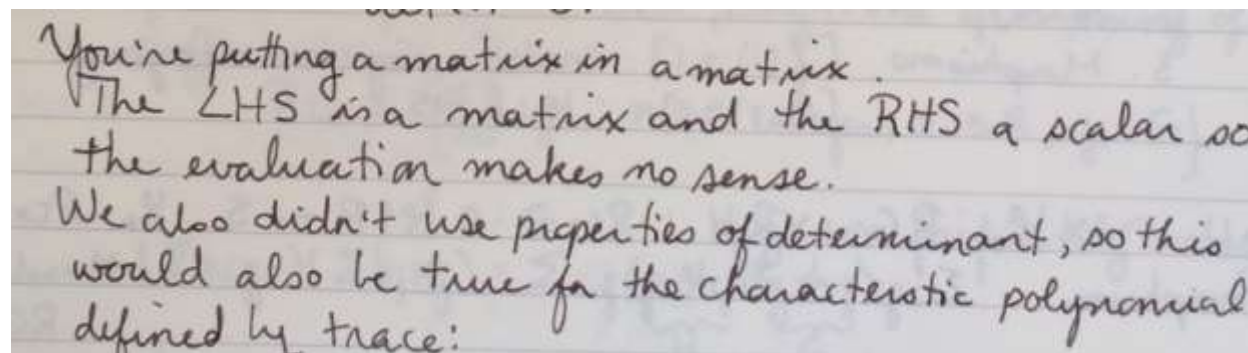 You're putting a matrix in a matrix.
The LHS is a matrix and the RHS a scalar so
the evaluation makes no sense.
We also didn't use properties of determinant, so this
would also be true for the characteristic polynomial
defined by trace: